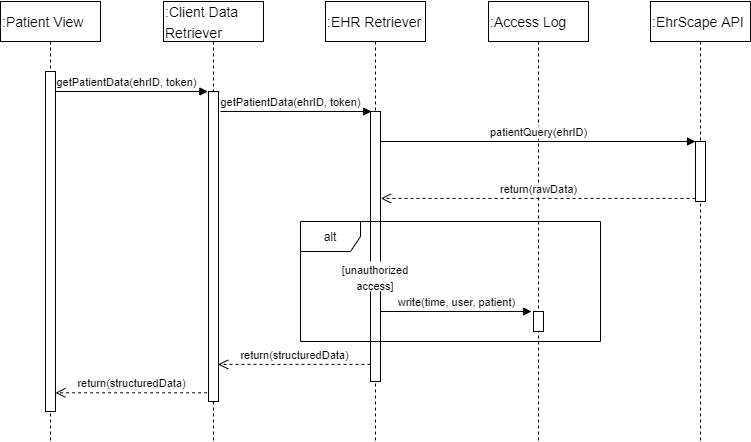 :Patient View
:Client Data
Retriever
:EHR Retriever
:Access Log
:EhrScape API
getPatientData(ehrID, token)
getPatientData(ehrID, token)
patientQuery(ehrID)
return(rawData)
alt
[unauthorized
access]
write(time, user, patient)
return(structuredData)
return(structuredData)